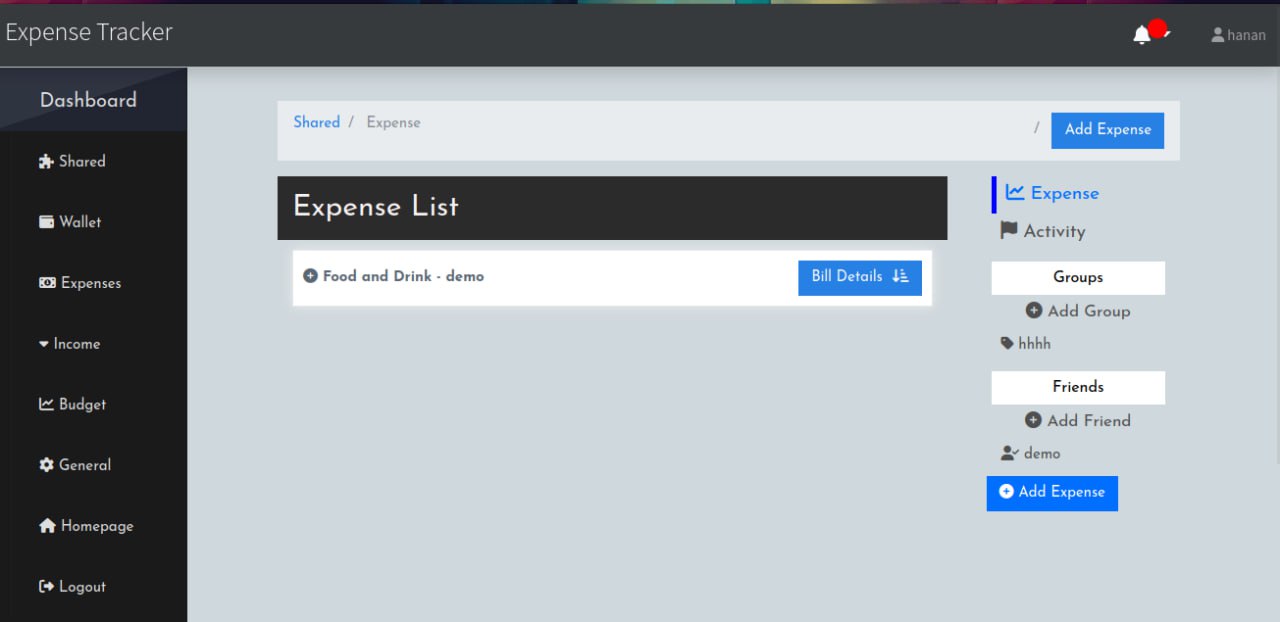 Expense Tracker
hanan
Dashboard
Shared
Wallet
Expenses
Income
Budget
General
Homepage
Logout
Shared / Expense
/ Add Expense
Expense List
Food and Drink - demo
Bill Details
Expense
Activity
Groups
Add Group
hhhh
Friends
Add Friend
demo
Add Expense